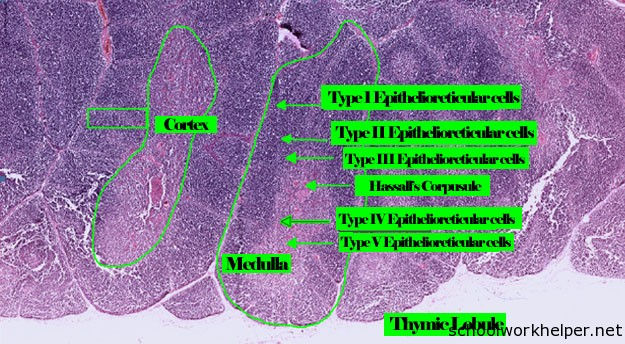 Type I Epithelioreticular cells
Cortex
Type II Epithelioreticular cells
Type III Epithelioreticular cells
Hassall's Corpusule
Type IV Epithelioreticular cells
Type V Epithelioreticular cells
Medulla
Thymic Lobule
schoolworkhelper.net